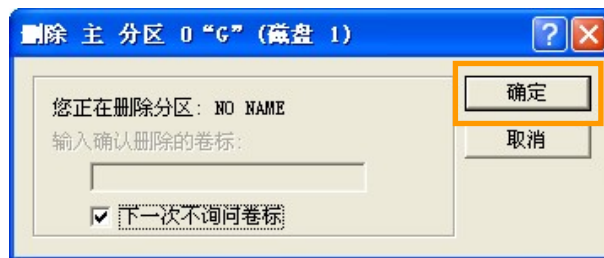 删除 主 分区 0 “G” (磁盘 1)
确定
您正在删除分区: NO NAME
输入确认删除的卷标:
取消
下一次不询问卷标